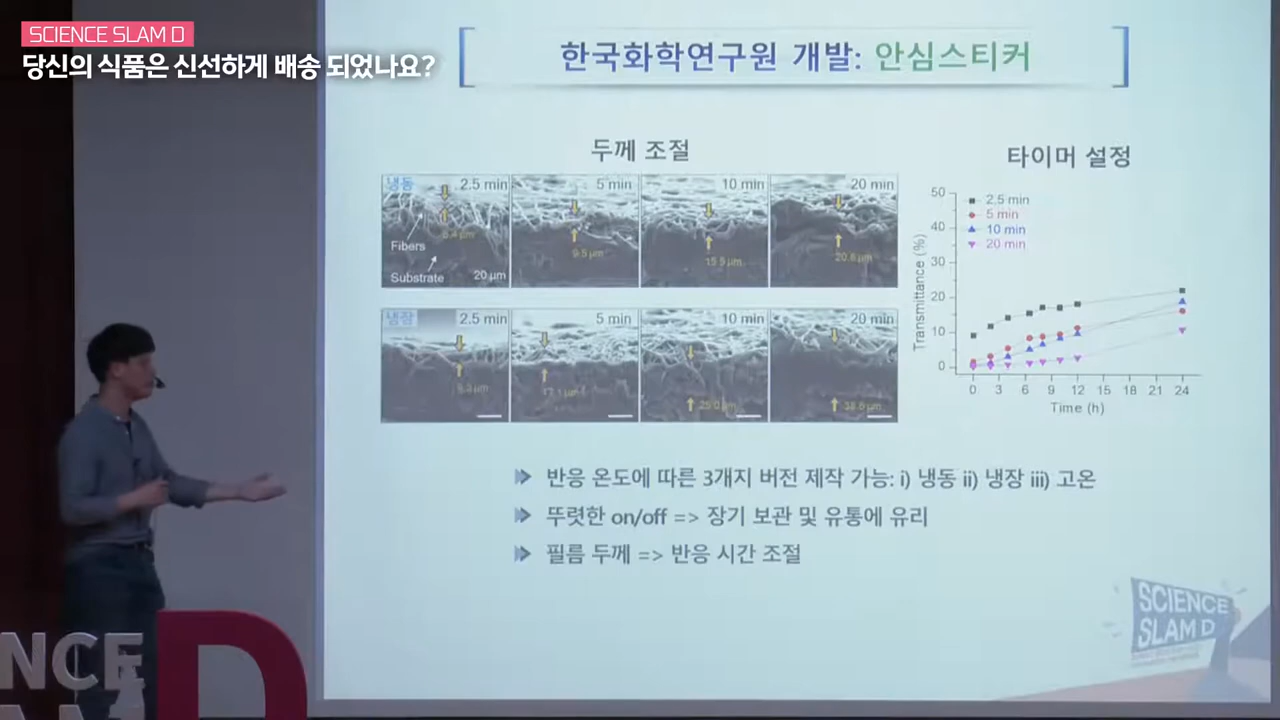 SCIENCE SLAM D
당신의 식품은 신선하게 배송 되었나요?
한국화학연구원 개발: 안심스티커
두께 조절
타이머 설정
냉동 2.5 min 5 min 10 min 20 min
9.5 µm 15.5 µm 20.6 µm
Fibers
Substrate 20 µm
냉장 2.5 min 5 min 10 min 20 min
17.1 µm 25.0 µm
Transmittance (%)
50
40
30
20
10
0
2.5 min
5 min
10 min
20 min
0 3 6 9 12 15 18 21 24
Time (h)
반응 온도에 따른 3개지 버전 제작 가능: i) 냉동 ii) 냉장 iii) 고온
뚜렷한 on/off => 장기 보관 및 유통에 유리
필름 두께 => 반응 시간 조절
SCIENCE
SLAM D
NCE
AM D